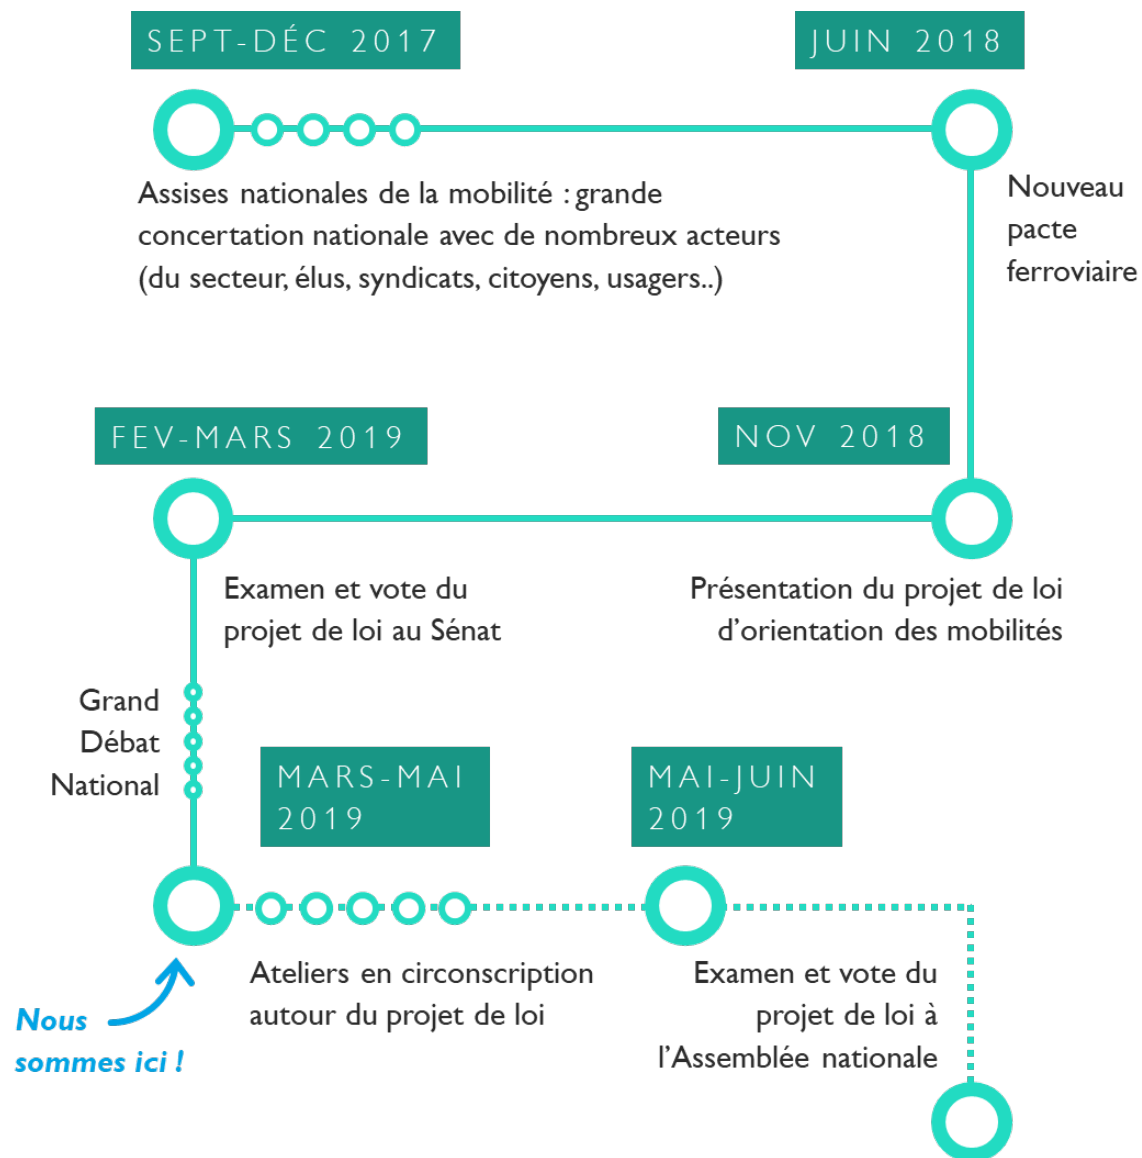 SEPT-DÉC 2017
JUIN 2018
Assises nationales de la mobilité : grande
concertation nationale avec de nombreux acteurs
(du secteur, élus, syndicats, citoyens, usagers..)
Nouveau
pacte
ferroviaire
FEV-MARS 2019
NOV 2018
Examen et vote du
projet de loi au Sénat
Présentation du projet de loi
d’orientation des mobilités
Grand
Débat
National
MARS-MAI
2019
MAI-JUIN
2019
Nous
sommes ici !
Ateliers en circonscription
autour du projet de loi
Examen et vote du
projet de loi à
l’Assemblée nationale